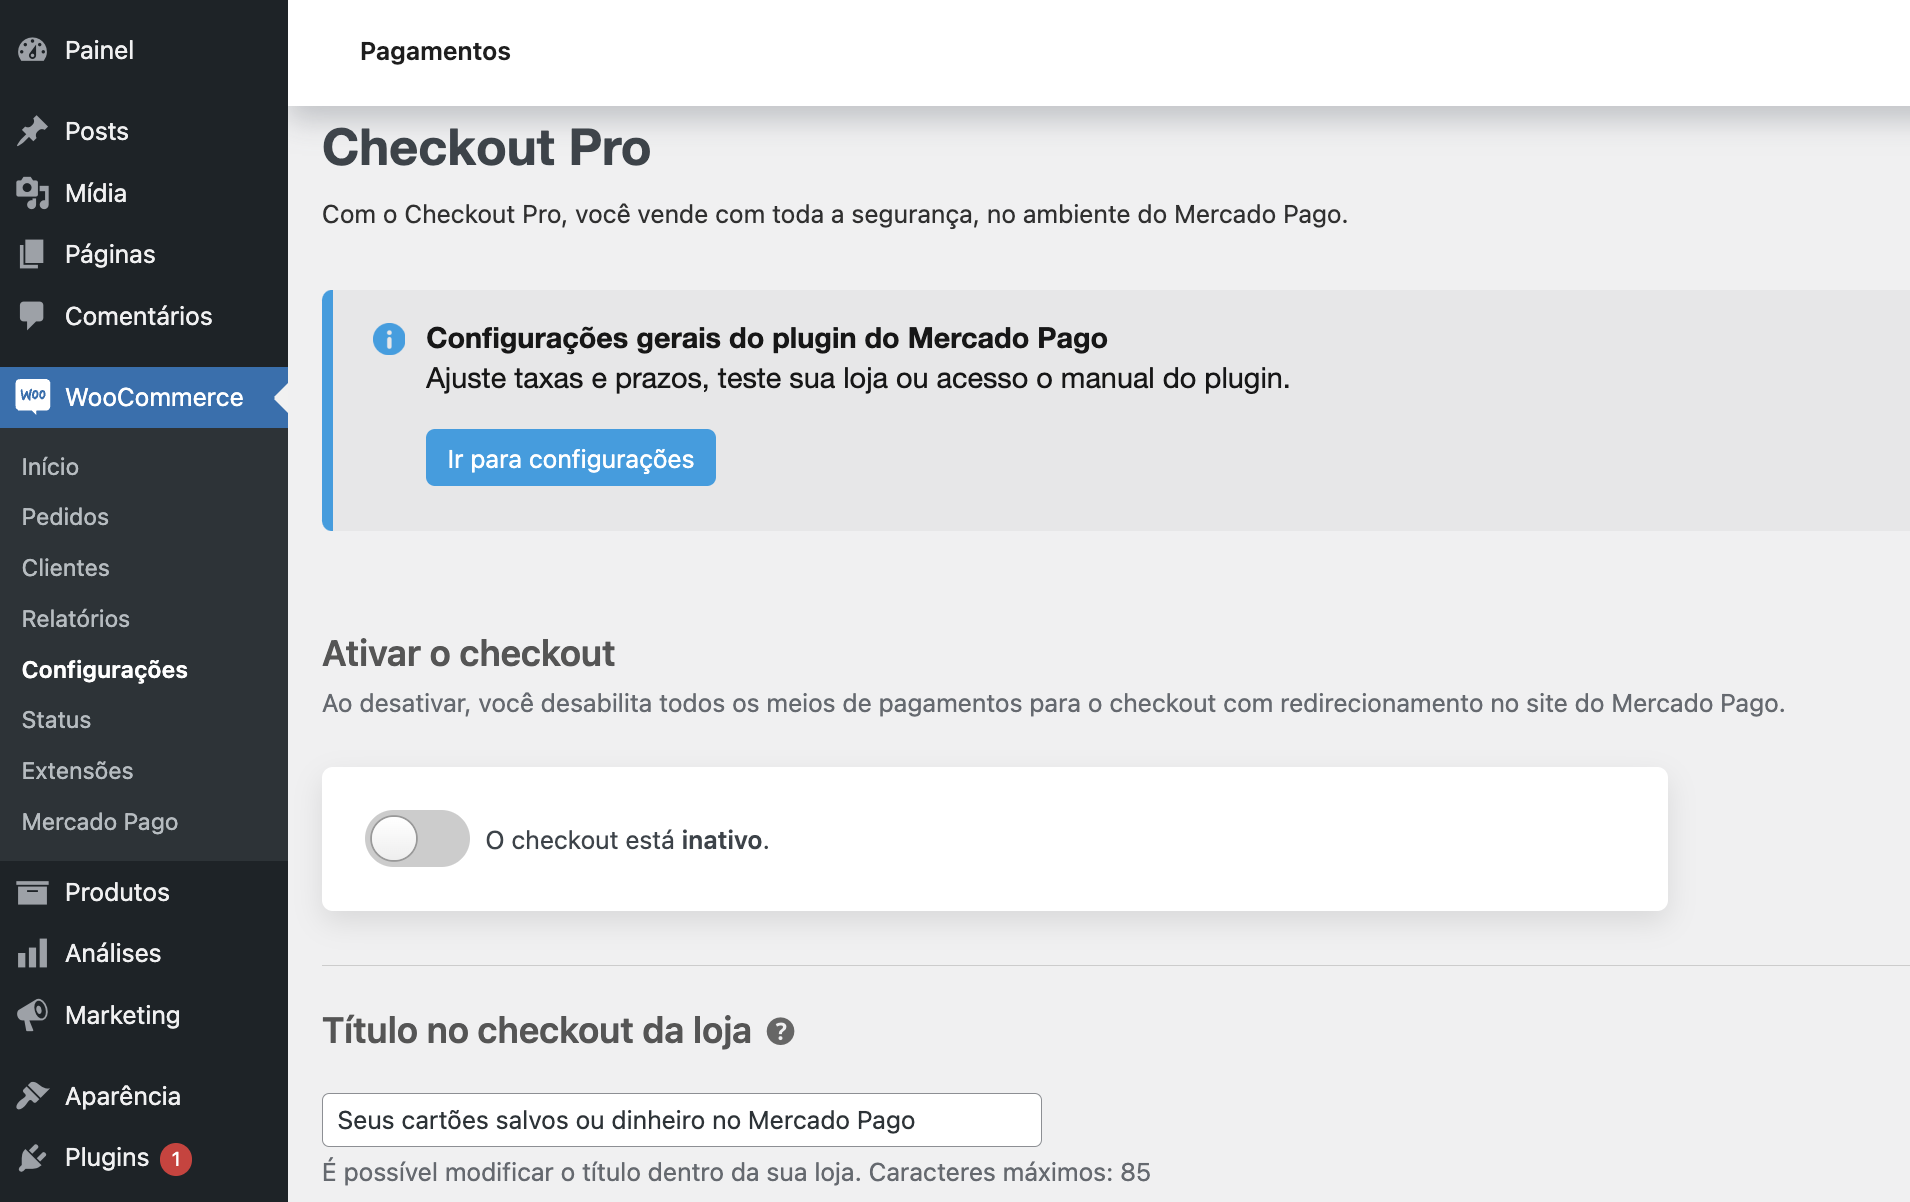 Painel
Posts
Mídia
Páginas
Comentários
Woo WooCommerce
Início
Pedidos
Clientes
Relatórios
Configurações
Status
Extensões
Mercado Pago
Produtos
Análises
Marketing
Aparência
Plugins 1
Pagamentos
Checkout Pro
Com o Checkout Pro, você vende com toda a segurança, no ambiente do Mercado Pago.
Configurações gerais do plugin do Mercado Pago
Ajuste taxas e prazos, teste sua loja ou acesso o manual do plugin.
Ir para configurações
Ativar o checkout
Ao desativar, você desabilita todos os meios de pagamentos para o checkout com redirecionamento no site do Mercado Pago.
O checkout está inativo.
Título no checkout da loja ?
Seus cartões salvos ou dinheiro no Mercado Pago
É possível modificar o título dentro da sua loja. Caracteres máximos: 85